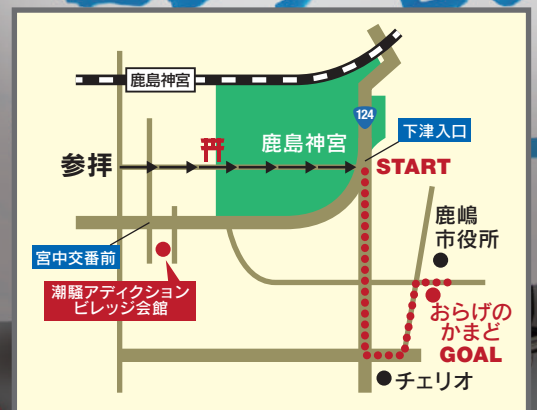 鹿島神宮
124
下津入口
鹿島神宮
参拝
START
鹿嶋
市役所
宮中交番前
潮騒アディクション
ビレッジ会館
おらげの
かまど
GOAL
チェリオ